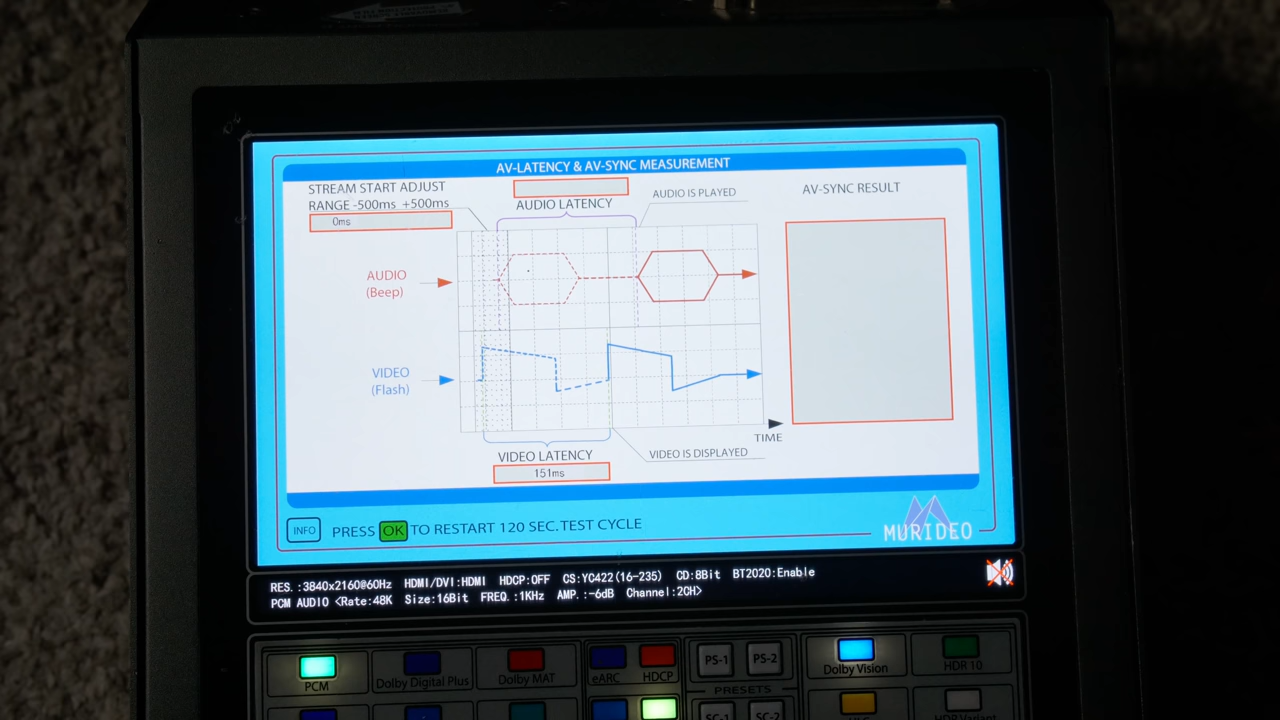 AV-LATENCY & AV-SYNC MEASUREMENT
STREAM START ADJUST
RANGE -500ms +500ms
0ms
AUDIO LATENCY
AUDIO IS PLAYED
AV-SYNC RESULT
AUDIO
(Beep)
VIDEO
(Flash)
TIME
VIDEO LATENCY
151ms
VIDEO IS DISPLAYED
INFO PRESS OK TO RESTART 120 SEC. TEST CYCLE
MURIDEO
RES.:3840x2160@60Hz HDMI/DVI:HDMI HDCP:OFF CS:YC422(16-235) CD:8Bit BT2020:Enable
PCM AUDIO <Rate:48K Size:16Bit FREQ.:1KHz AMP.:-6dB Channel:2CH>
PCM Dolby Digital Plus Dolby MAT eARC HDCP PS-1 PS-2 Dolby Vision HDR 10
PRESETS
SC-1 SC-2